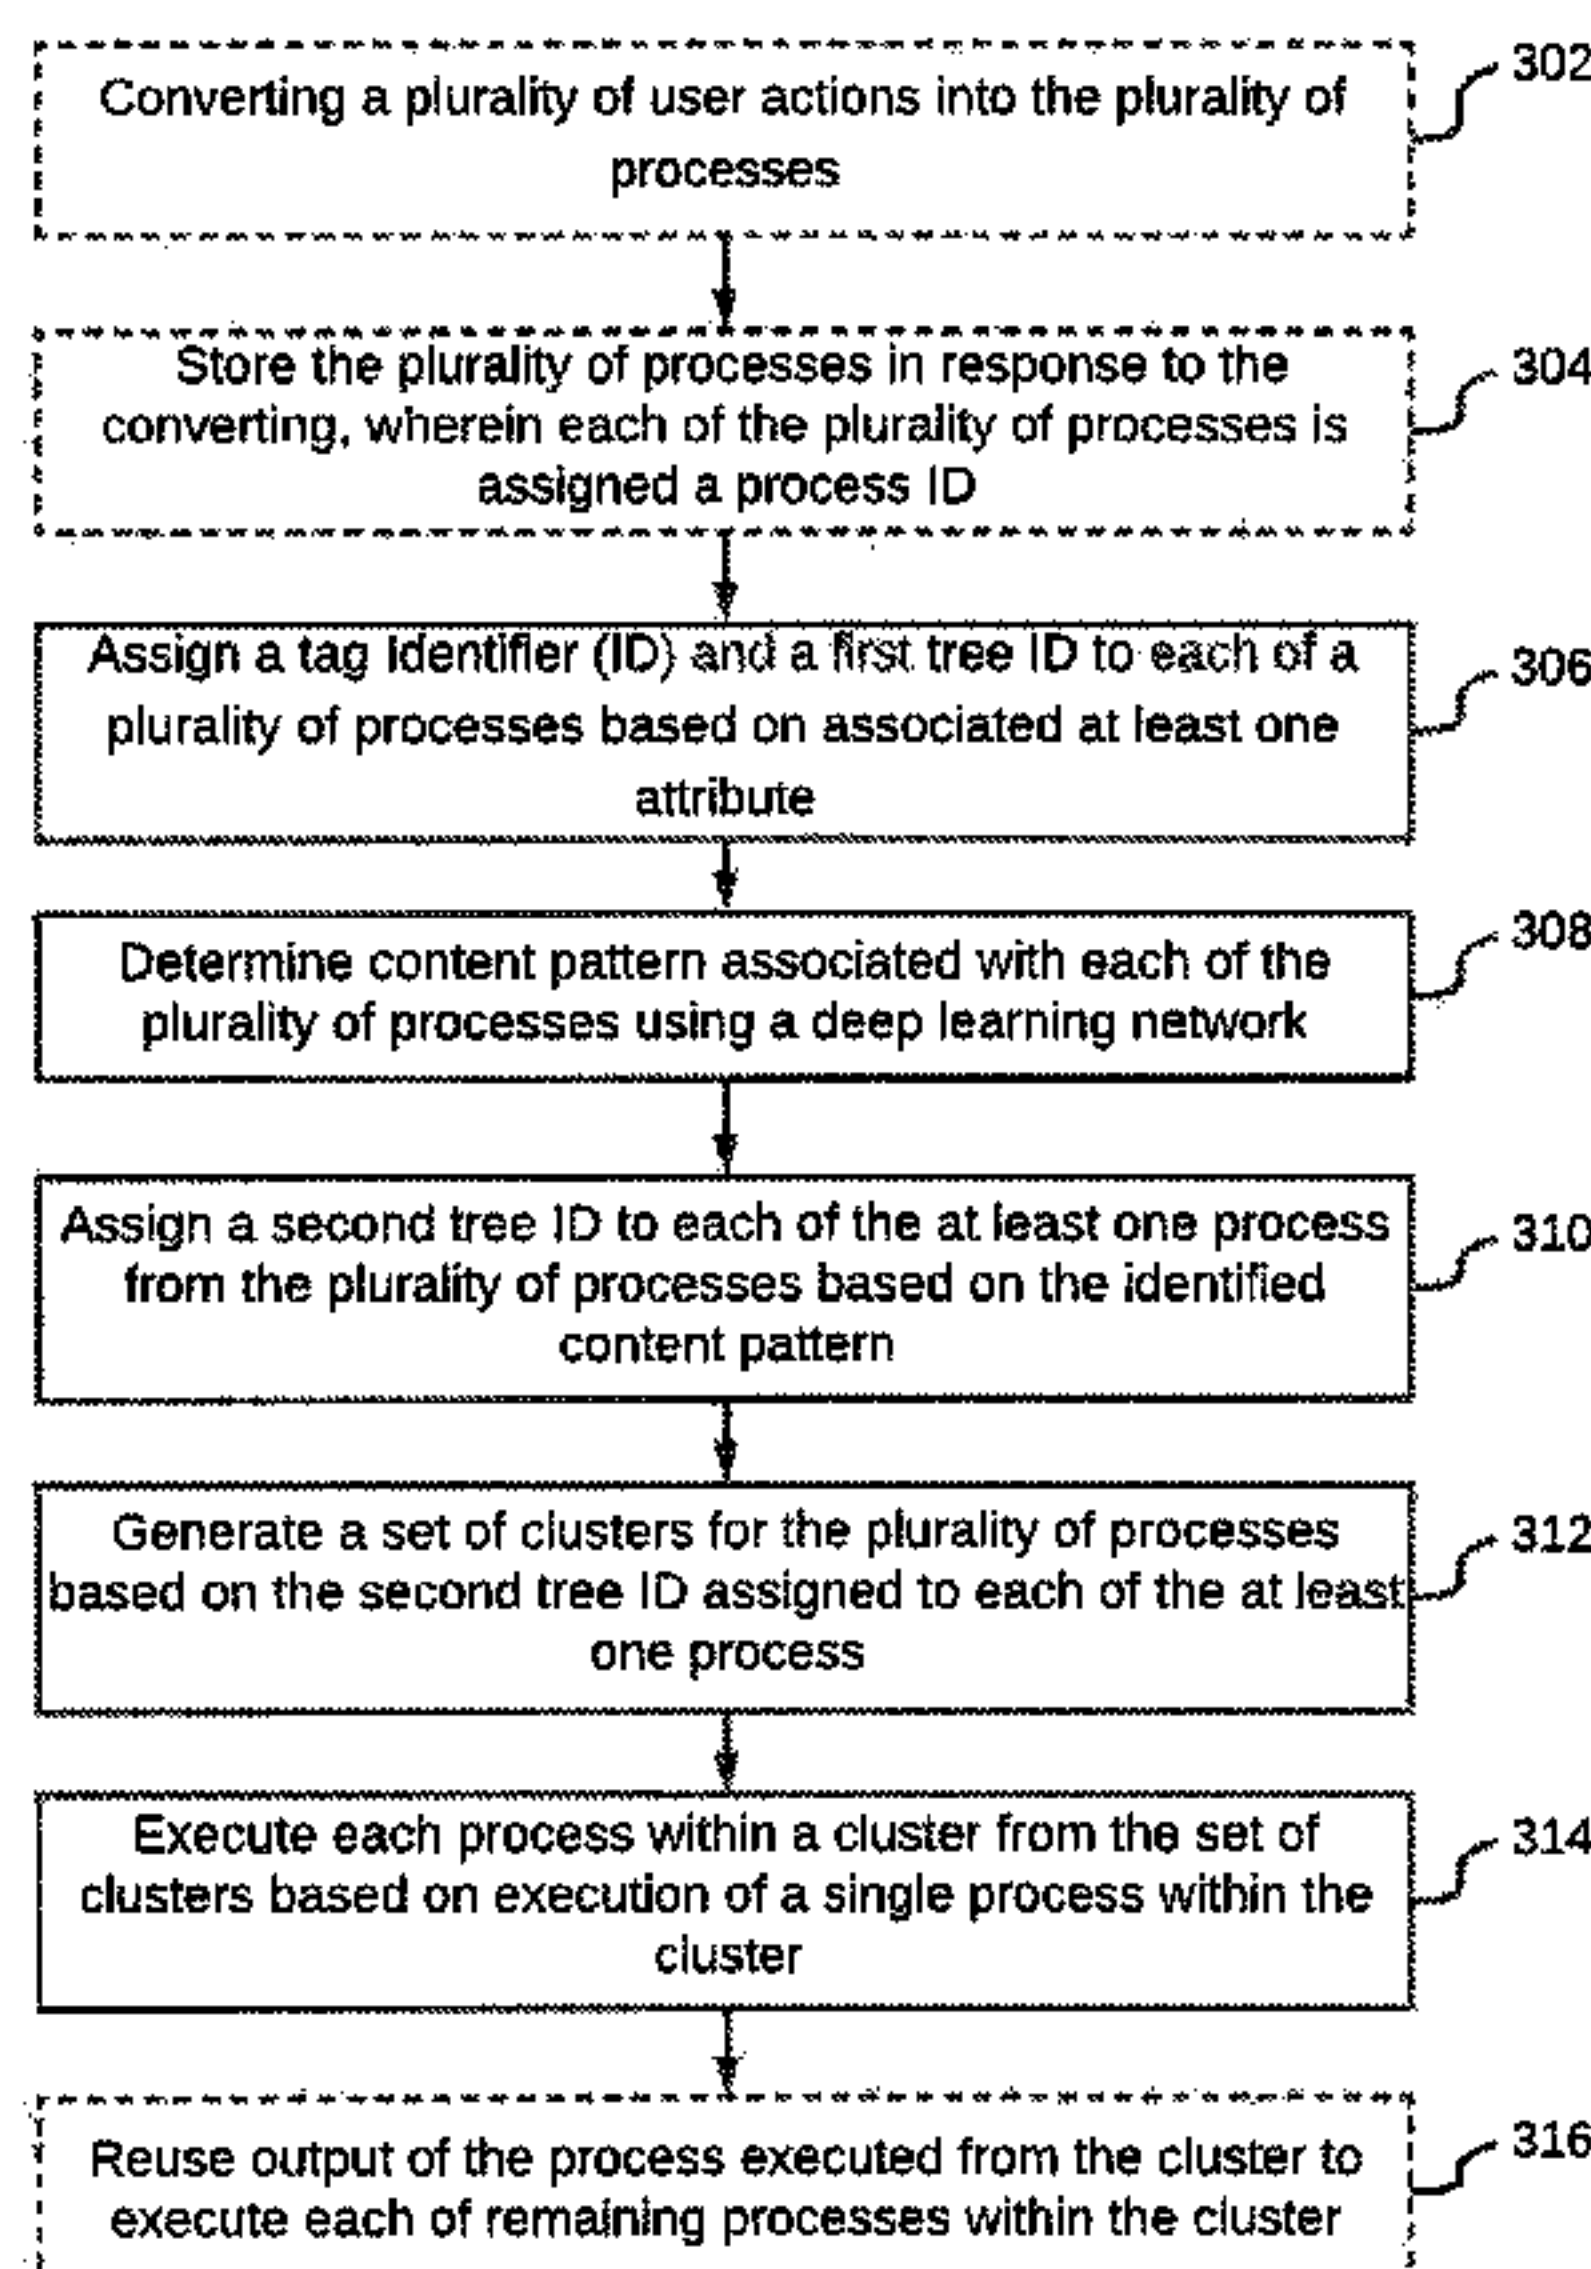 Converting a plurality of user actions into the plurality of
processes
302
Store the plurality of processes in response to the
converting, wherein each of the plurality of processes is
assigned a process ID
304
Assign a tag identifier (ID) and a first tree ID to each of a
plurality of processes based on associated at least one
attribute
306
Determine content pattern associated with each of the
plurality of processes using a deep learning network
308
Assign a second tree ID to each of the at least one process
from the plurality of processes based on the identified
content pattern
310
Generate a set of clusters for the plurality of processes
based on the second tree ID assigned to each of the at least
one process
312
Execute each process within a cluster from the set of
clusters based on execution of a single process within the
cluster
314
Reuse output of the process executed from the cluster to
execute each of remaining processes within the cluster
316